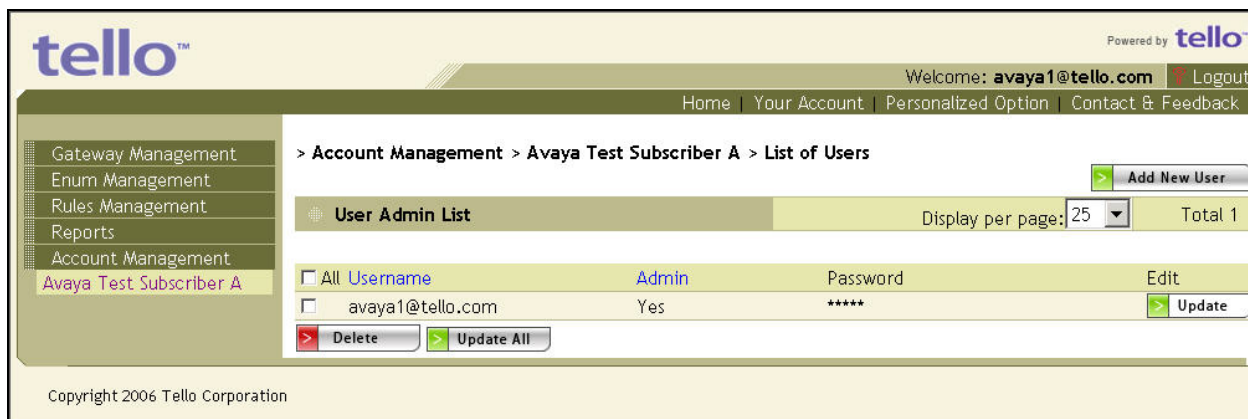 tello™
Powered by tello™
Welcome: avaya1@tello.com ? Logout
Home | Your Account | Personalized Option | Contact & Feedback
Gateway Management
Enum Management
Rules Management
Reports
Account Management
Avaya Test Subscriber A
> Account Management > Avaya Test Subscriber A > List of Users
> Add New User
User Admin List Display per page: 25 Total 1
All Username Admin Password Edit
avaya1@tello.com Yes ***** > Update
> Delete > Update All
Copyright 2006 Tello Corporation